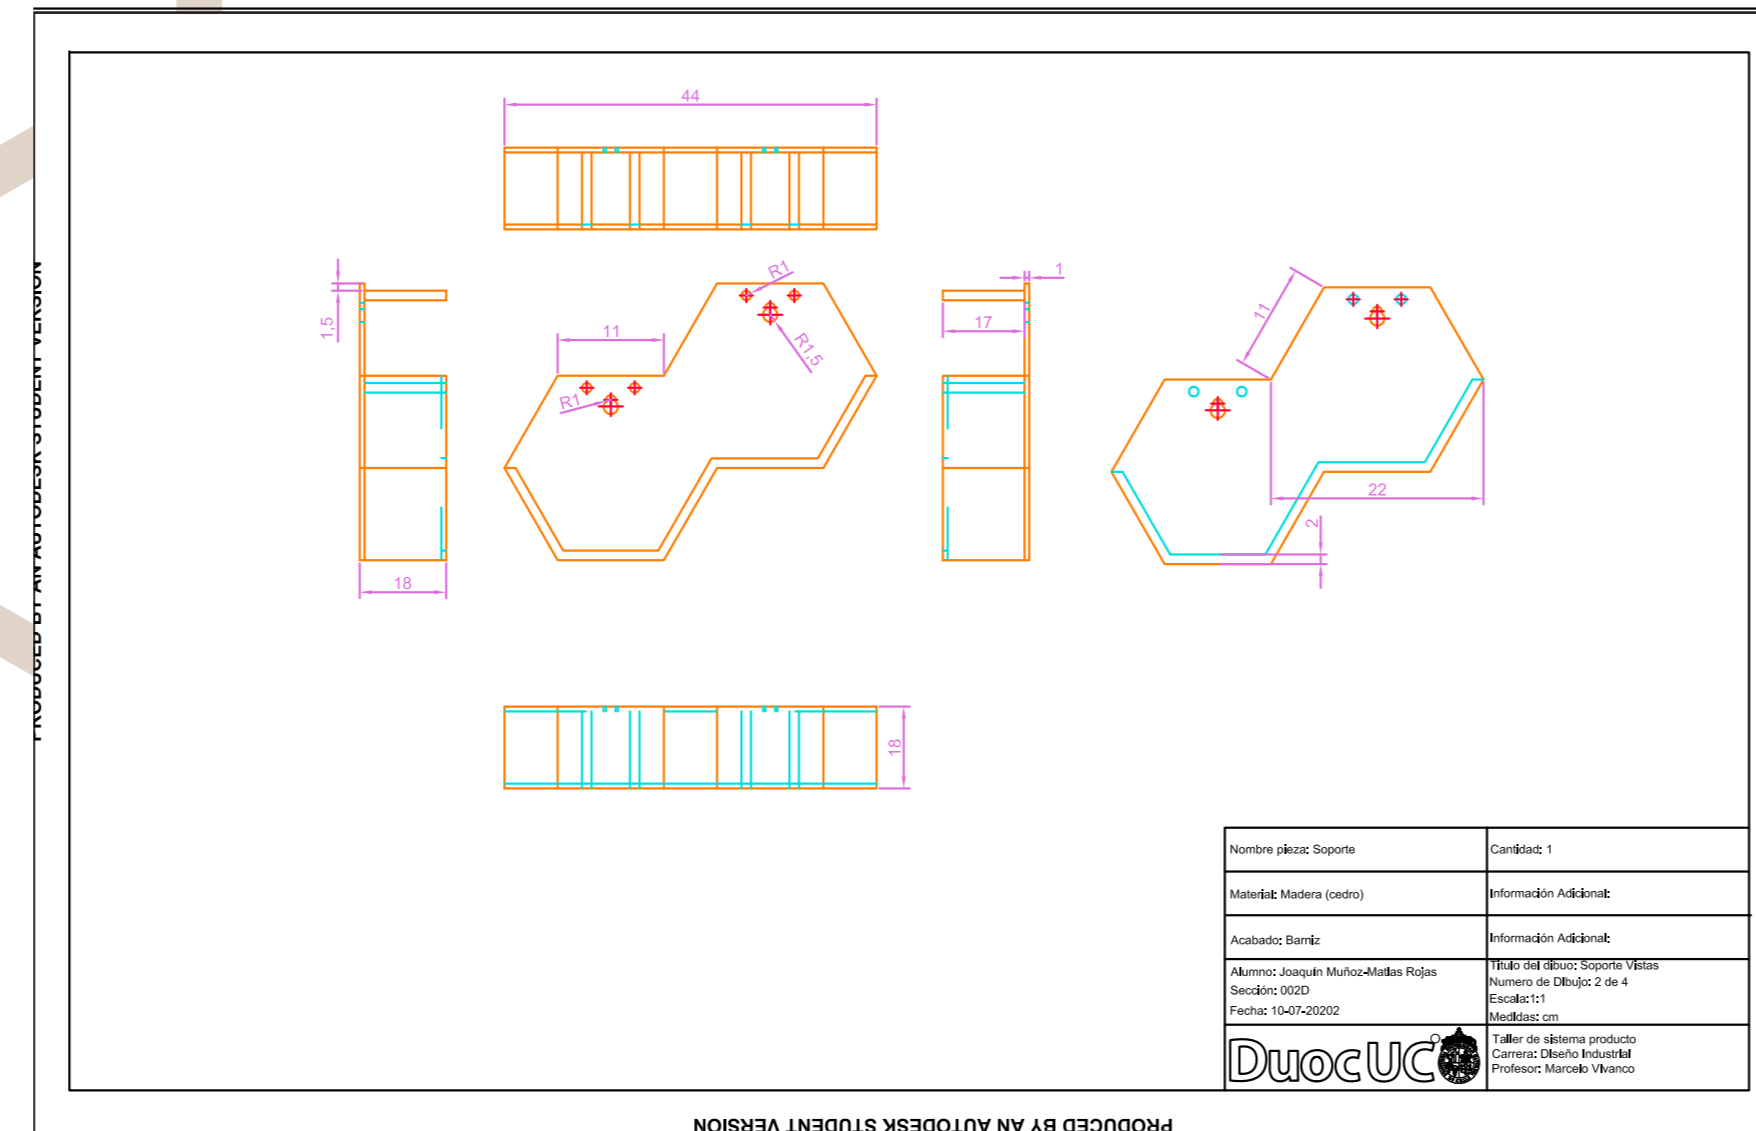 PRODUCED BY AN AUTODESK STUDENT VERSION
44
1,5
18
11
R1
R1
R1,5
17
1
11
22
2
18
Nombre pieza: Soporte
Cantidad: 1
Material: Madera (cedro)
Información Adicional:
Acabado: Barniz
Información Adicional:
Alumno: Joaquín Muñoz-Matías Rojas
Sección: 002D
Fecha: 10-07-20202
Título del dibuo: Soporte Vistas
Numero de Dibujo: 2 de 4
Escala:1:1
Medidas: cm
DuocUC
Taller de sistema producto
Carrera: Diseño Industrial
Profesor: Marcelo Vivanco
PRODUCED BY AN AUTODESK STUDENT VERSION